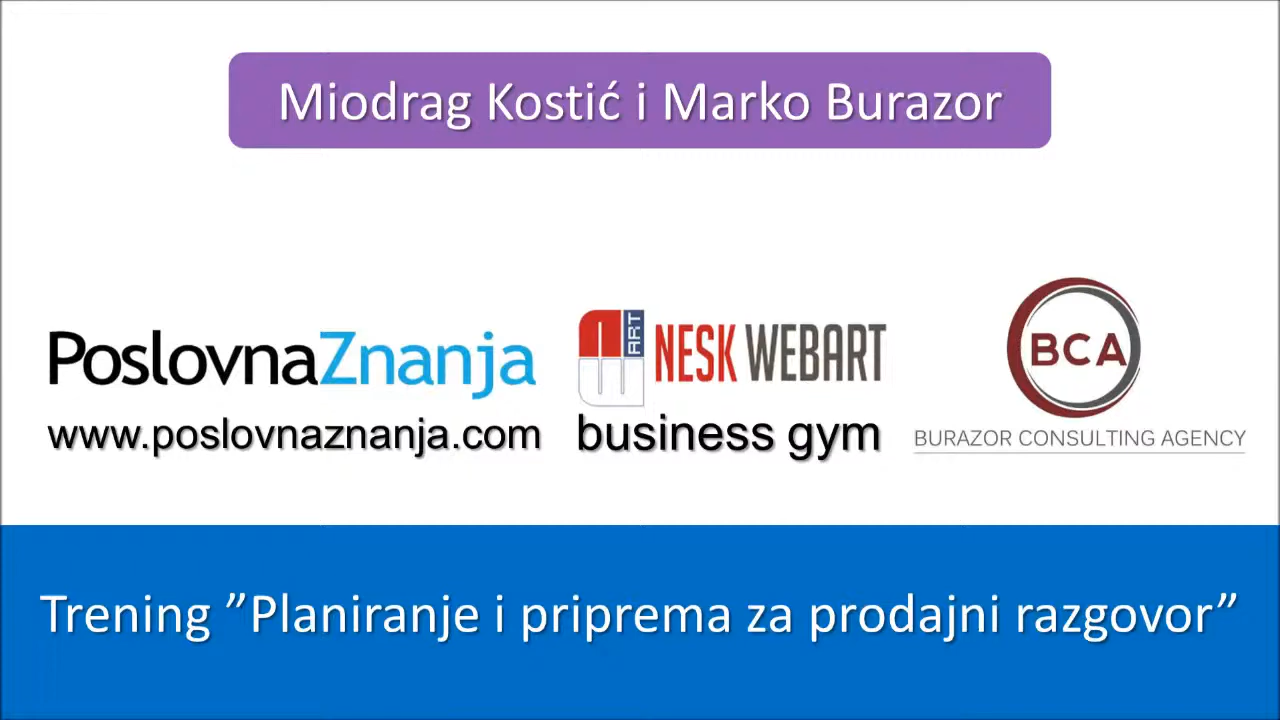 Miodrag Kostić i Marko Burazor
PoslovnaZnanja
www.poslovnaznanja.com
ART
NESK WEBART
business gym
BCA
BURAZOR CONSULTING AGENCY
Trening ”Planiranje i priprema za prodajni razgovor”